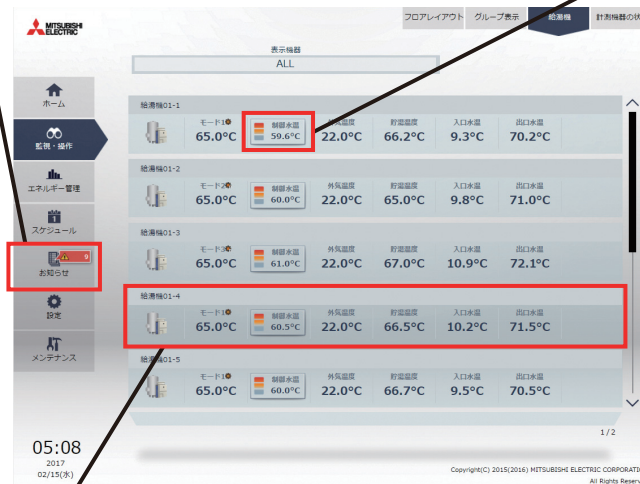 MITSUBISHI
ELECTRIC
フロアレイアウト グループ表示 給湯機 計測機器の状
表示機器
ALL
ホーム
監視・操作
エネルギー管理
スケジュール
1
9
お知らせ
設定
メンテナンス
給湯機01-1
モード1 制御水温 外気温度 貯湯温度 入口水温 出口水温
65.0°C 59.6°C 22.0°C 66.2°C 9.3°C 70.2°C
給湯機01-2
モード2 制御水温 外気温度 貯湯温度 入口水温 出口水温
65.0°C 60.0°C 22.0°C 65.0°C 9.8°C 71.0°C
給湯機01-3
モード3 制御水温 外気温度 貯湯温度 入口水温 出口水温
65.0°C 61.0°C 22.0°C 67.0°C 10.9°C 72.1°C
給湯機01-4
モード1 制御水温 外気温度 貯湯温度 入口水温 出口水温
65.0°C 60.5°C 22.0°C 66.5°C 10.2°C 71.5°C
給湯機01-5
モード1 制御水温 外気温度 貯湯温度 入口水温 出口水温
65.0°C 60.0°C 22.0°C 66.7°C 9.5°C 70.5°C
1/2
05:08
2017
02/15(水)
Copyright(C) 2015(2016) MITSUBISHI ELECTRIC CORPORATI
All Rights Reserv